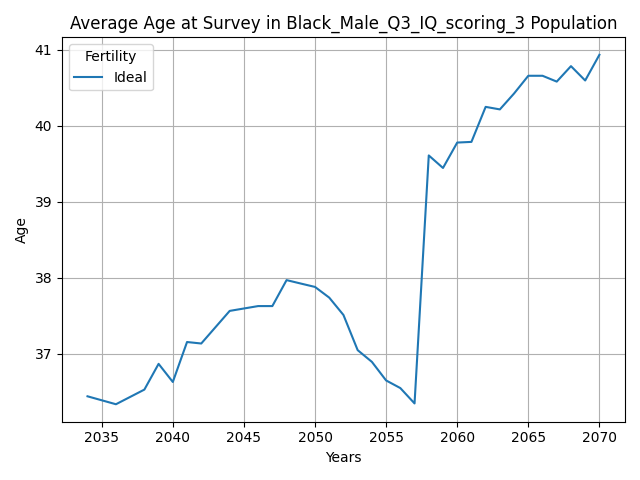 Average Age at Survey in Black_Male_Q3_IQ_scoring_3 Population
Fertility
Ideal
41
40
39
38
37
Age
2035 2040 2045 2050 2055 2060 2065 2070
Years